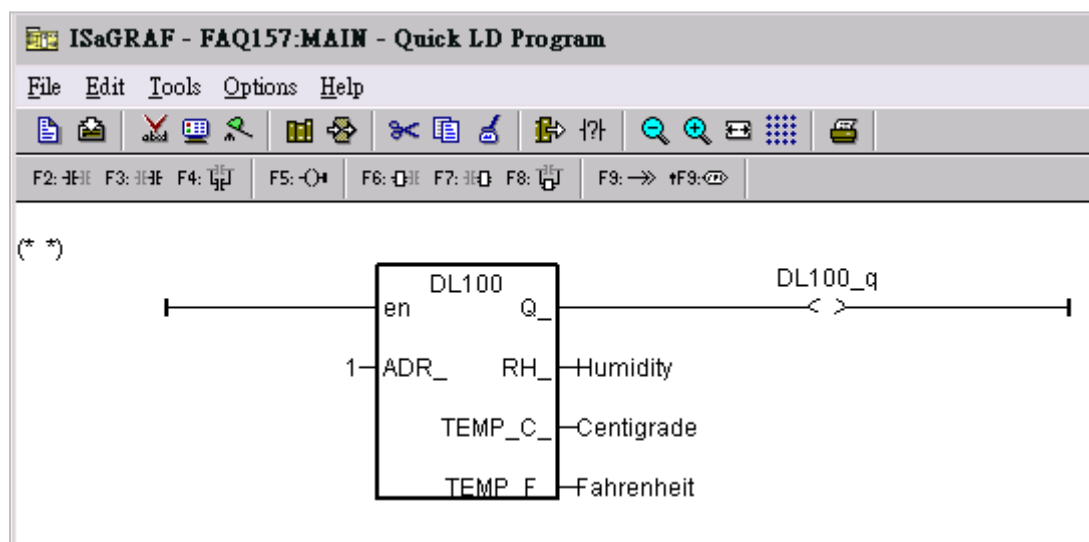 ISaGRAF - FAQ157:MAIN - Quick LD Program
File Edit Tools Options Help
abcd
F2: F3: F4: F5: F6: F7: F8: F9: F9:
(* *)
DL100 DL100_q
en Q_
1 ADR_ RH_ Humidity
TEMP_C_ Centigrade
TEMP_F_ Fahrenheit